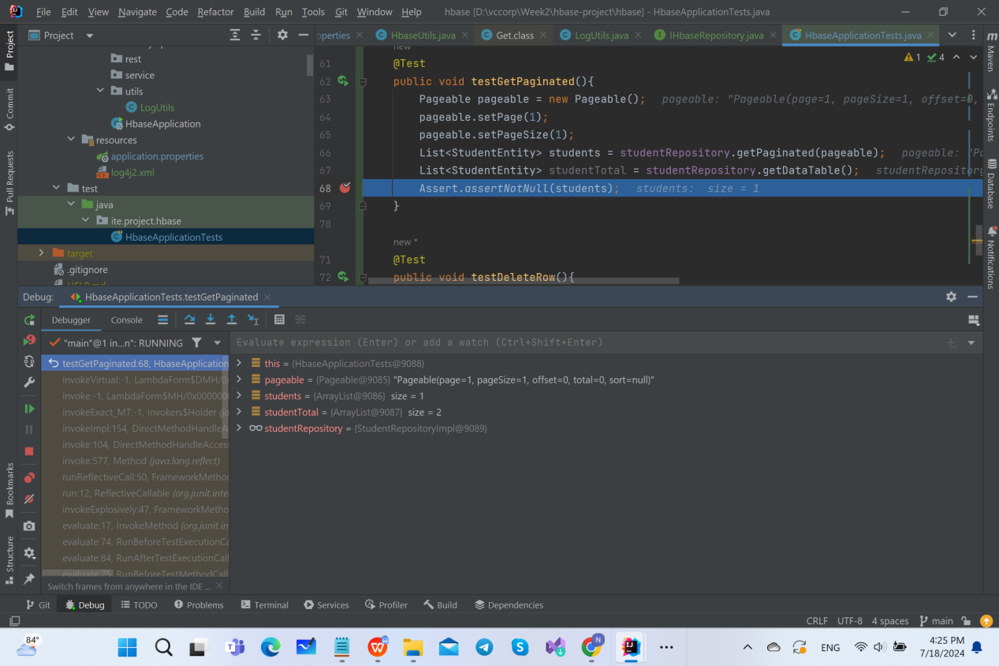 File Edit View Navigate Code Refactor Build Run Tools Git Window Help hbase [D:\vccorp\Week2\hbase-project\hbase] - HbaseApplicationTests.java
Project
operties HbaseUtils.java Get.class LogUtils.java IHbaseRepository.java HbaseApplicationTests.java
Project
Commit
Pull Requests
Bookmarks
Structure
rest
service
utils
LogUtils
HbaseApplication
resources
application.properties
log4j2.xml
test
java
ite.project.hbase
HbaseApplicationTests
target
.gitignore
HELP.md
new *
1 4
61 @Test
62 public void testGetPaginated(){
63 Pageable pageable = new Pageable(); pageable: "Pageable(page=1, pageSize=1, offset=0,
64 pageable.setPage(1);
65 pageable.setPageSize(1);
66 List<StudentEntity> students = studentRepository.getPaginated(pageable); pageable: "Pa
67 List<StudentEntity> studentTotal = studentRepository.getDataTable(); studentRepository
68 Assert.assertNotNull(students); students: size = 1
69 }
70
new *
71 @Test
72 public void testDeleteRow(){
m
Maven
Endpoints
Database
Notifications
Debug: HbaseApplicationTests.testGetPaginated
Debugger Console
"main"@1 in...n": RUNNING
Evaluate expression (Enter) or add a watch (Ctrl+Shift+Enter)
testGetPaginated:68, HbaseApplication
invokeVirtual:-1, LambdaForm$DMH/0
invoke:-1, LambdaForm$MH/0x000000
invokeExact_MT:-1, Invokers$Holder (jo
invokeImpl:154, DirectMethodHandleA
invoke:104, DirectMethodHandleAcces
invoke:577, Method (java.lang.reflect)
runReflectiveCall:50, FrameworkMethod
run:12, ReflectiveCallable (org.junit.inte
invokeExplosively:47, FrameworkMetho
evaluate:17, InvokeMethod (org.junit.in
evaluate:74, RunBeforeTestExecutionCa
evaluate:84, RunAfterTestExecutionCall
evaluate:75, RunBeforeTestMethodCall
Switch frames from anywhere in the IDE ...
this = {HbaseApplicationTests@9088}
pageable = {Pageable@9085} "Pageable(page=1, pageSize=1, offset=0, total=0, sort=null)"
students = {ArrayList@9086} size = 1
studentTotal = {ArrayList@9087} size = 2
studentRepository = {StudentRepositoryImpl@9089}
Git Debug TODO Problems Terminal Services Profiler Build Dependencies
CRLF UTF-8 4 spaces main
84°
ENG
4:25 PM
7/18/2024